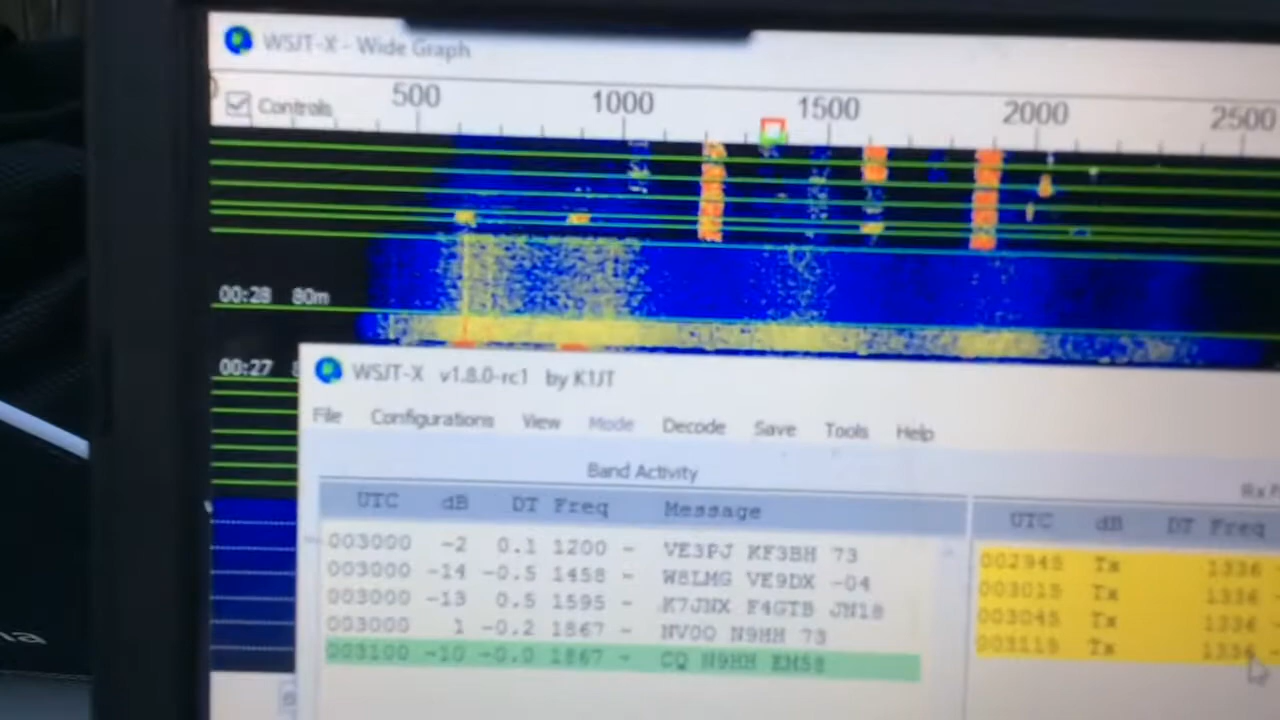 WSJT-X - Wide Graph
Controls 500 1000 1500 2000 2500
00:28 80m
00:27
WSJT-X v1.8.0-rc1 by K1JT
File Configurations View Mode Decode Save Tools Help
Band Activity
UTC dB DT Freq Message
003000 -2 0.1 1200 ~ VE3PJ KF3BH 73
003000 -14 -0.5 1458 ~ W8LMG VE9DX -04
003000 -13 0.5 1595 ~ K7JNX F4GTB JN18
003000 1 -0.2 1867 ~ NV0O N9HH 73
003100 -10 -0.0 1867 ~ CQ N9HH EM58
UTC dB DT Freq
002945 Tx 1336
003015 Tx 1336
003045 Tx 1336
003115 Tx 1336